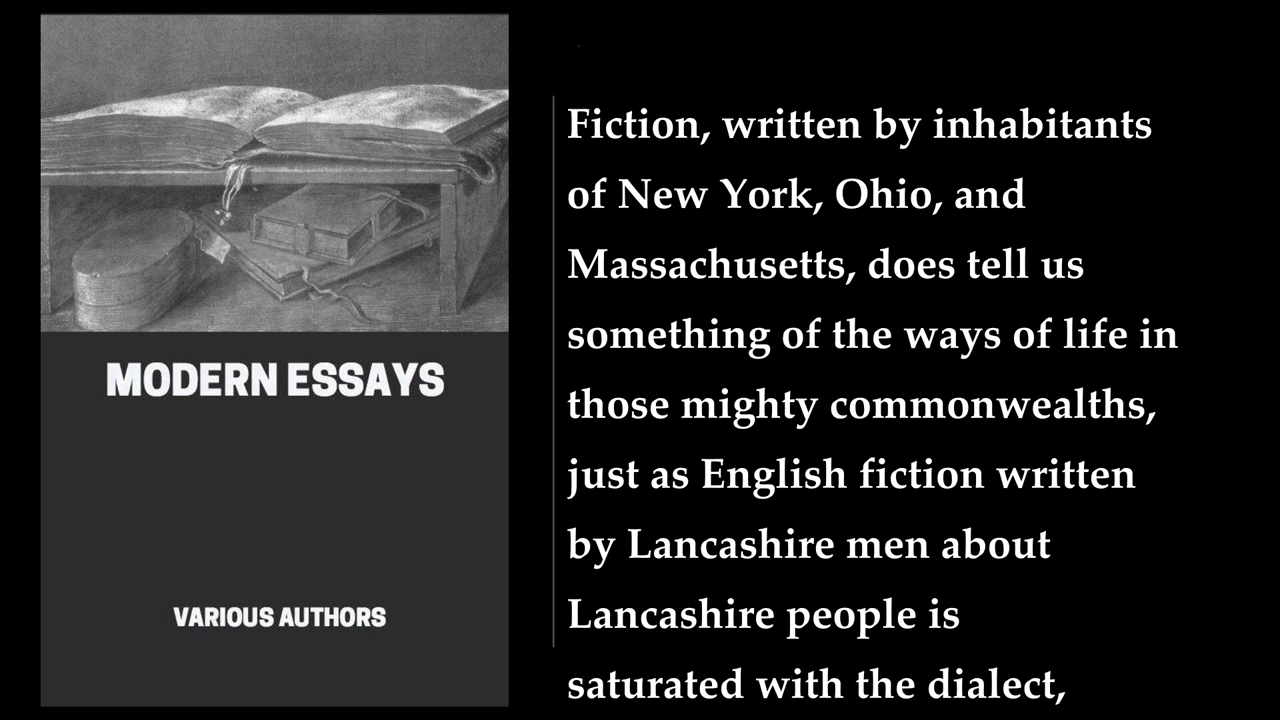 MODERN ESSAYS
VARIOUS AUTHORS
Fiction, written by inhabitants
of New York, Ohio, and
Massachusetts, does tell us
something of the ways of life in
those mighty commonwealths,
just as English fiction written
by Lancashire men about
Lancashire people is
saturated with the dialect,